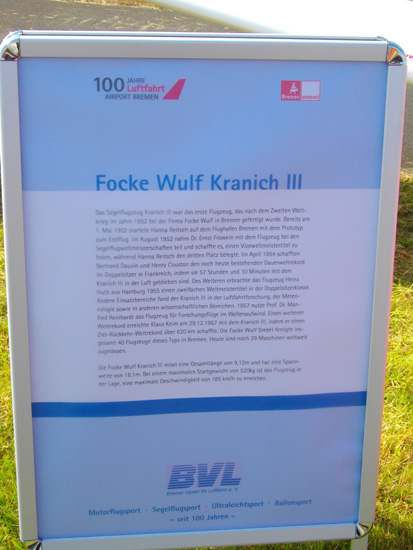 100 JAHRE
Luftfahrt
AIRPORT BREMEN
Bremen erleben!
Focke Wulf Kranich III
Das Segelflugzeug Kranich III war das erste Flugzeug, das nach dem Zweiten Welt-
krieg im Jahre 1952 bei der Firma Focke Wulf in Bremen gefertigt wurde. Bereits am
1. Mai 1952 startete Hanna Reitsch auf dem Flughafen Bremen mit dem Prototyp
zum Erstflug. Im August 1952 nahm Dr. Ernst Frowein mit dem Flugzeug bei den
Segelflugweltmeisterschaften teil und schaffte es, einen Vizeweltmeistertitel zu
holen, während Hanna Reitsch den dritten Platz belegte. Im April 1954 schafften
Bertrand Dauvin und Henry Couston den noch heute bestehenden Dauerweltrekord
im Doppelsitzer in Frankreich, indem sie 57 Stunden und 10 Minuten mit dem
Kranich III in der Luft geblieben sind. Des Weiteren erbrachte das Flugzeug Heinz
Huth aus Hamburg 1955 einen zweifachen Weltmeistertitel in der Doppelsitzerklasse.
Andere Einsatzbereiche fand der Kranich III in der Luftfahrtforschung, der Meteo-
rologie sowie in anderen wissenschaftlichen Bereichen. 1957 nutze Prof. Dr. Man-
fred Reinhardt das Flugzeug für Forschungsflüge im Wellenaufwind. Einen weiteren
Weltrekord erreichte Klaus Keim am 29.12.1967 mit dem Kranich III, indem er einen
Ziel-Rückkehr-Weltrekord über 620 km schaffte. Die Focke Wulf GmbH fertigte ins-
gesamt 40 Flugzeuge dieses Typs in Bremen. Heute sind noch 20 Maschinen weltweit
zugelassen.
Die Focke Wulf Kranich III misst eine Gesamtlänge von 9,12m und hat eine Spann-
weite von 18,1m. Bei einem maximalen Startgewicht von 520kg ist das Flugzeug in
der Lage, eine maximale Geschwindigkeit von 185 km/h zu erreichen.
BVL
Bremer Verein für Luftfahrt e. V.
Motorflugsport · Segelflugsport · Ultraleichtsport · Ballonsport
– seit 100 Jahren –